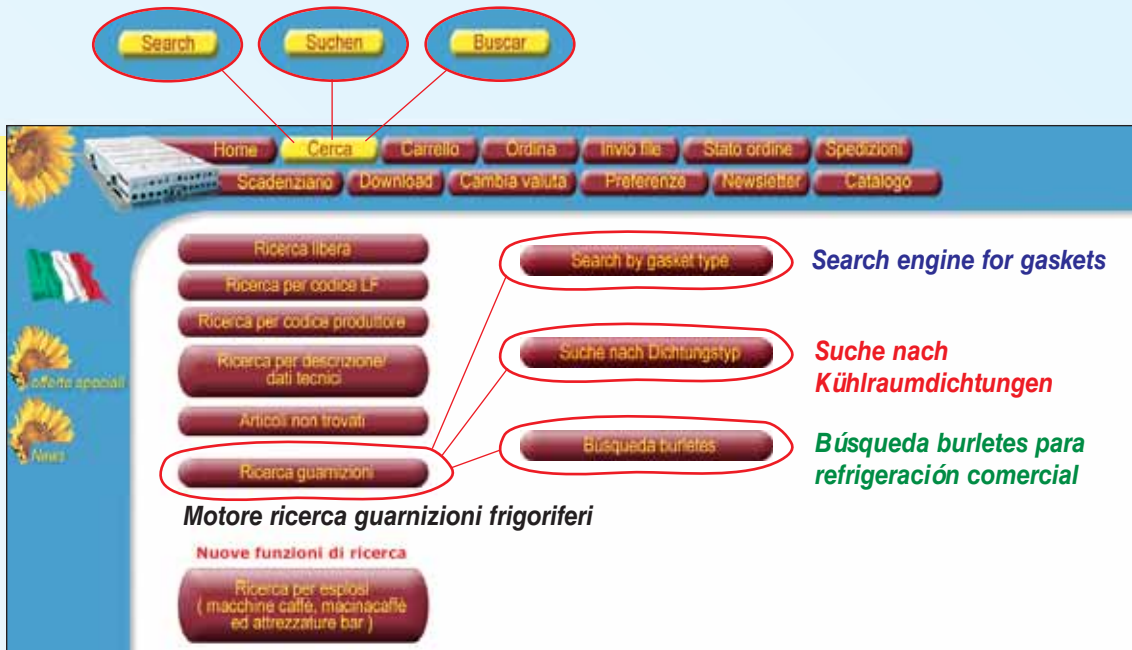 Search Suchen Buscar
Home Cerca Carrello Ordina Invio file Stato ordine Spedizioni
Scadenziario Download Cambia valuta Preferenze Newsletter Catalogo
Ricerca libera
Ricerca per codice LF
Ricerca per codice produttore
Ricerca per descrizione/
dati tecnici
Articoli non trovati
Ricerca guarnizioni
Motore ricerca guarnizioni frigoriferi
Nuove funzioni di ricerca
Ricerca per esplosi
( macchine caffè, macinacaffè
ed attrezzature bar )
offerte speciali
News
Search by gasket type
Search engine for gaskets
Suche nach Dichtungstyp
Suche nach
Kühlraumdichtungen
Búsqueda burletes
Búsqueda burletes para
refrigeración comercial